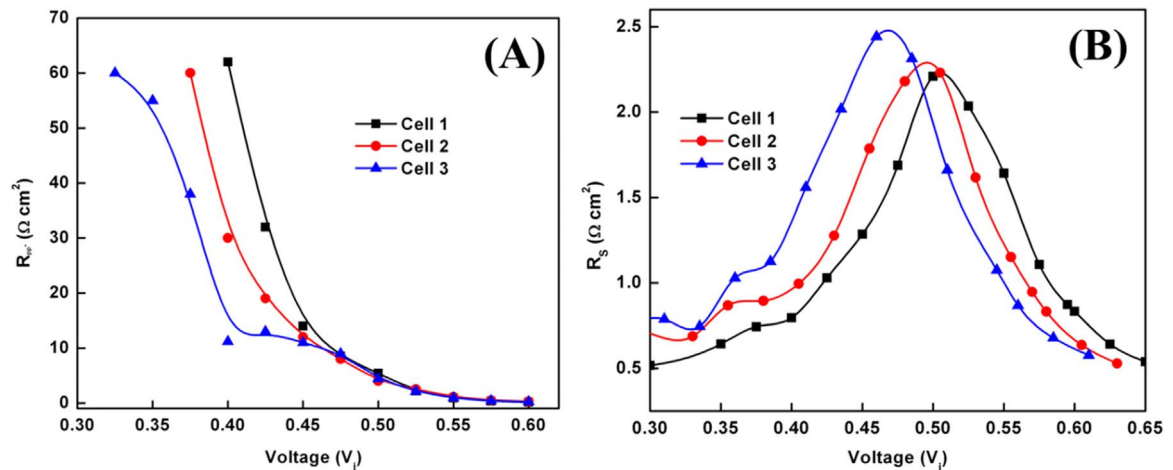 (A)
70
60
50
40
30
20
10
0
Cell 1
Cell 2
Cell 3
(Ω cm²)
0.30 0.35 0.40 0.45 0.50 0.55 0.60
Voltage (Vⱼ)
(B)
2.5
2.0
1.5
1.0
0.5
Cell 1
Cell 2
Cell 3
R_S (Ω cm²)
0.30 0.35 0.40 0.45 0.50 0.55 0.60 0.65
Voltage (Vⱼ)